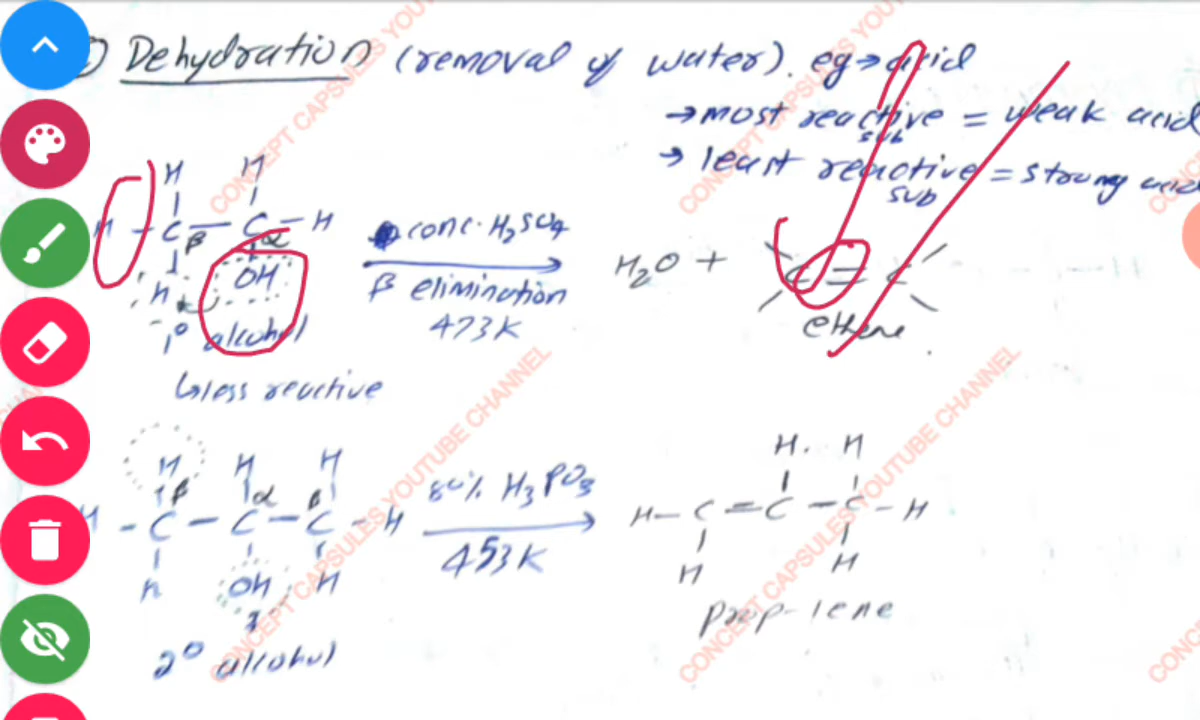 Dehydration (removal of water). eg→ acid
→ most reactive sub = weak acid
→ least reactive sub = strong acid
H H
H - C - C - H
β α
H OH
conc. H2SO4
β elimination
473K
H2O + C = C
ethene
1° alcohol
less reactive
H H H
β α β
H - C - C - C - H
H OH H
80% H3PO3
453K
H. H
H - C = C - C - H
H H
propylene
2° alcohol
CONCEPT CAPSULES YOUTUBE CHANNEL